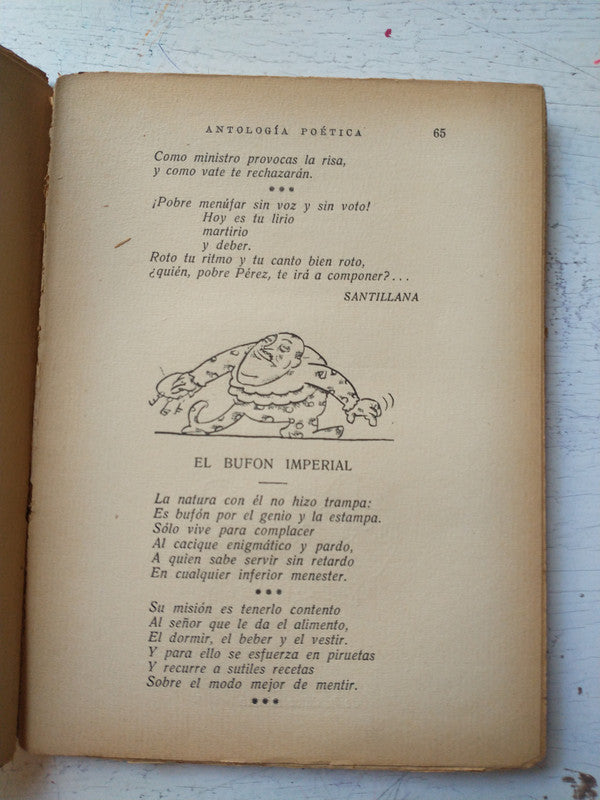 ANTOLOGÍA POÉTICA 65
Como ministro provocas la risa,
y como vate te rechazarán.
***
¡Pobre menúfar sin voz y sin voto!
Hoy es tu lirio
martirio
y deber.
Roto tu ritmo y tu canto bien roto,
¿quién, pobre Pérez, te irá a componer?...
SANTILLANA
EL BUFON IMPERIAL
La natura con él no hizo trampa:
Es bufón por el genio y la estampa.
Sólo vive para complacer
Al cacique enigmático y pardo,
A quien sabe servir sin retardo
En cualquier inferior menester.
***
Su misión es tenerlo contento
Al señor que le da el alimento,
El dormir, el beber y el vestir.
Y para ello se esfuerza en piruetas
Y recurre a sutiles recetas
Sobre el modo mejor de mentir.
***